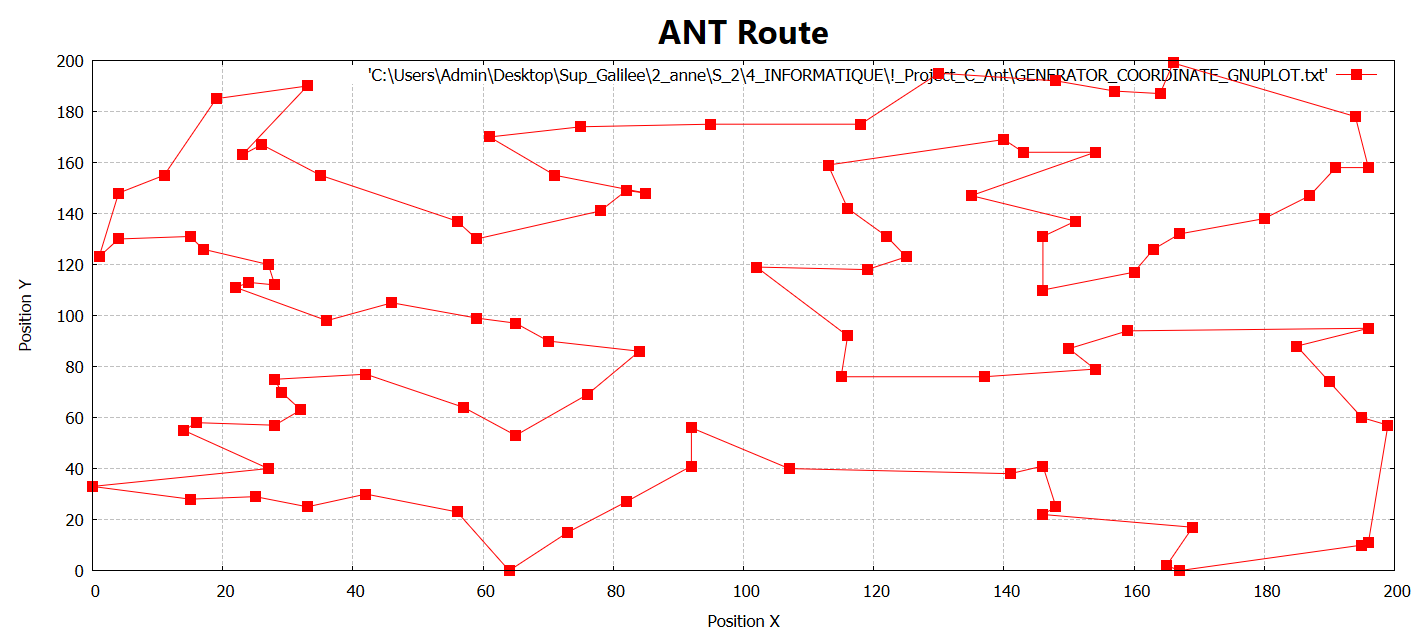 ANT Route
'C:\Users\Admin\Desktop\Sup_Galilee\2_anne\S_2\4_INFORMATIQUE\!_Project_C_Ant\GENERATOR_COORDINATE_GNUPLOT.txt'
200
180
160
140
120
100
80
60
40
20
0
Position Y
0 20 40 60 80 100 120 140 160 180 200
Position X